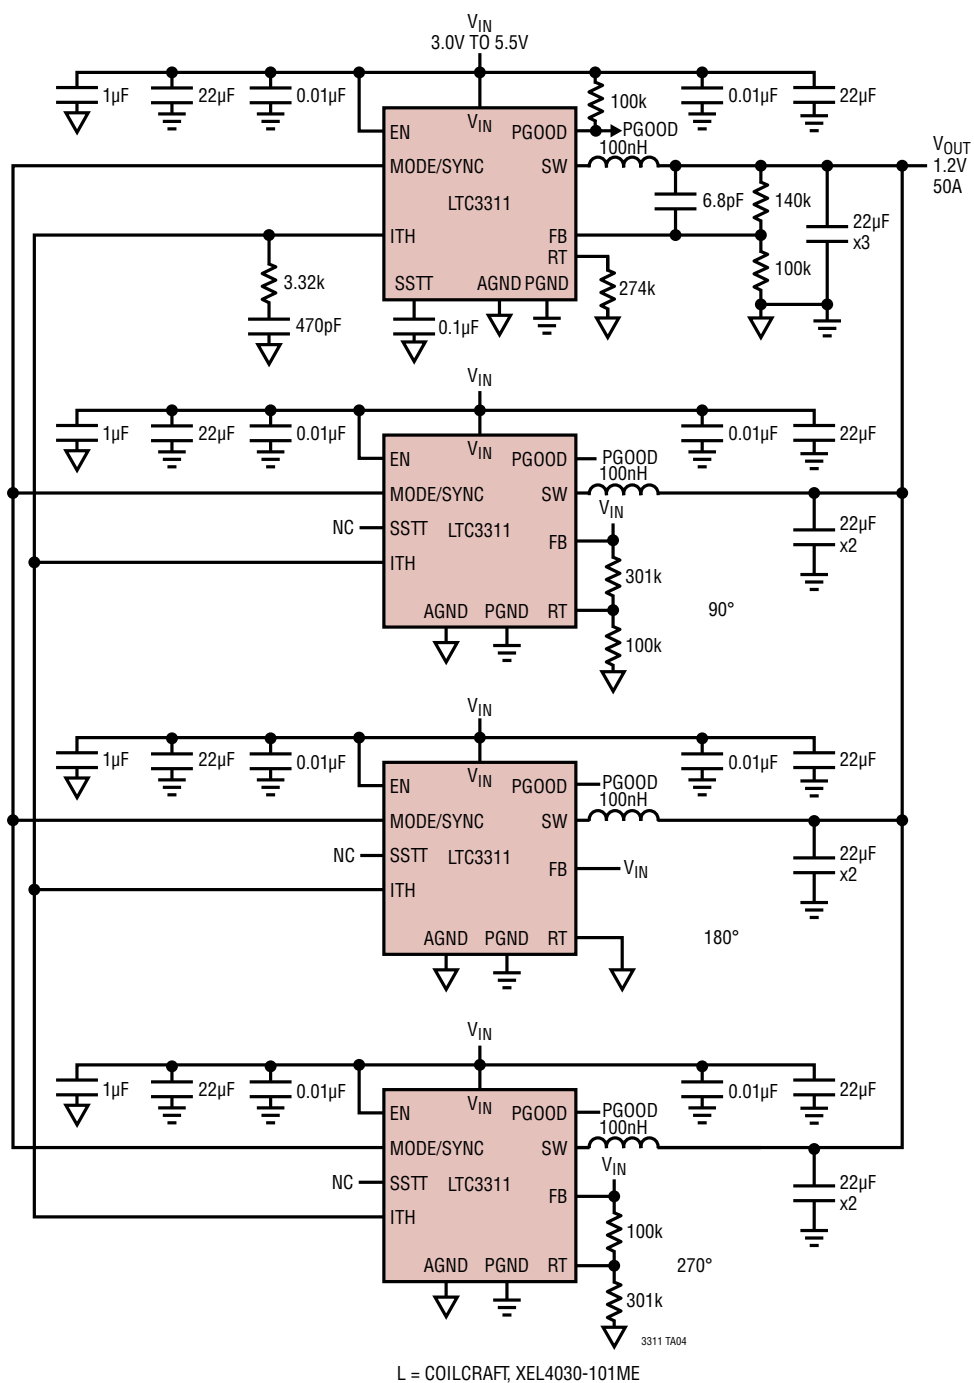 VIN
3.0V TO 5.5V
1µF
22µF
0.01µF
100k
0.01µF
22µF
EN
VIN
PGOOD
PGOOD
100nH
VOUT
1.2V
50A
MODE/SYNC
SW
LTC3311
6.8pF
140k
22µF
x3
ITH
FB
RT
100k
3.32k
SSTT
AGND
PGND
274k
470pF
0.1µF
VIN
1µF
22µF
0.01µF
0.01µF
22µF
EN
VIN
PGOOD
PGOOD
100nH
MODE/SYNC
SW
VIN
NC
SSTT
LTC3311
FB
22µF
x2
ITH
301k
AGND
PGND
RT
90°
100k
VIN
1µF
22µF
0.01µF
0.01µF
22µF
EN
VIN
PGOOD
PGOOD
100nH
MODE/SYNC
SW
NC
SSTT
LTC3311
FB
VIN
22µF
x2
ITH
AGND
PGND
RT
180°
VIN
1µF
22µF
0.01µF
0.01µF
22µF
EN
VIN
PGOOD
PGOOD
100nH
MODE/SYNC
SW
VIN
NC
SSTT
LTC3311
FB
22µF
x2
ITH
100k
AGND
PGND
RT
270°
301k
3311 TA04
L = COILCRAFT, XEL4030-101ME